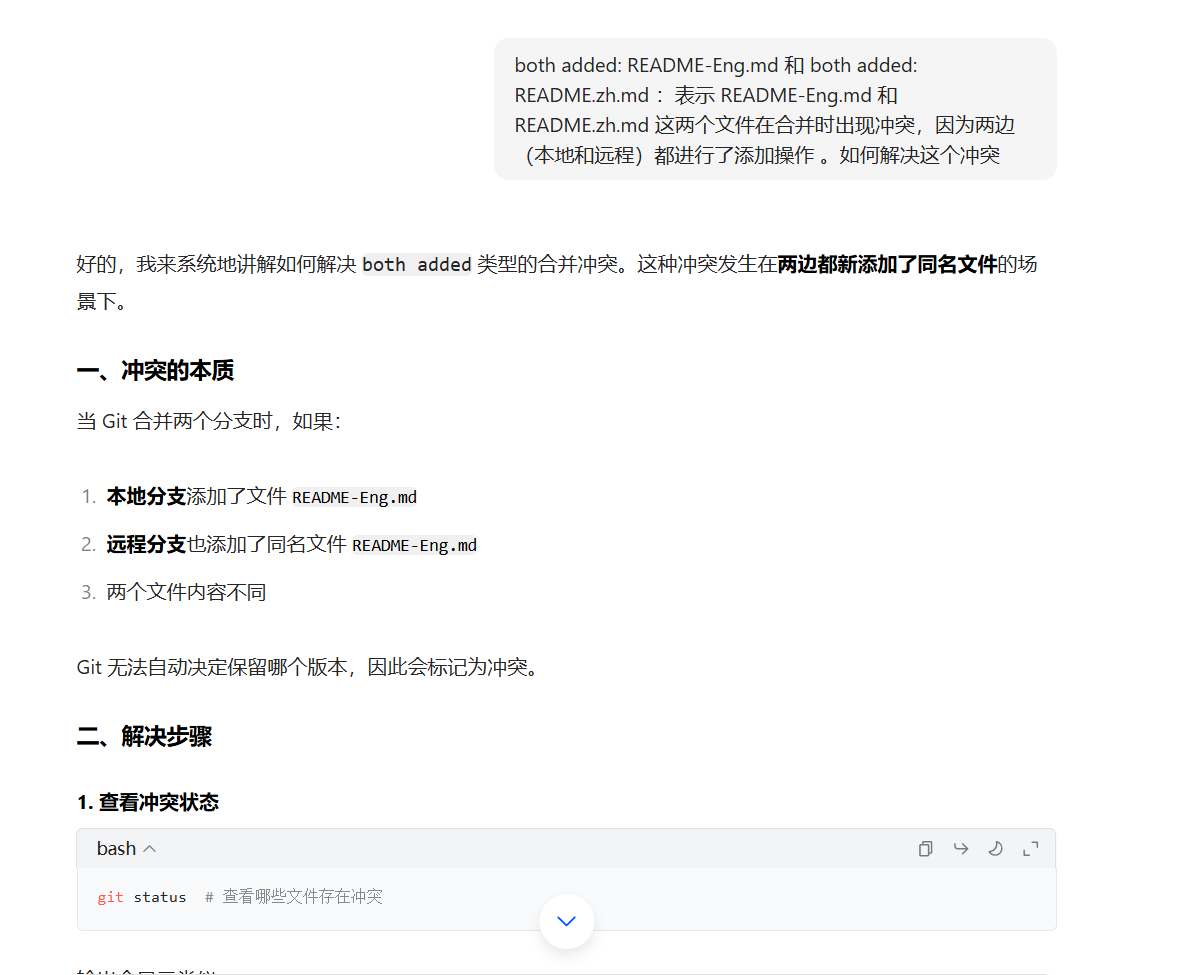 both added: README-Eng.md 和 both added:
README.zh.md ：表示 README-Eng.md 和
README.zh.md 这两个文件在合并时出现冲突，因为两边
（本地和远程）都进行了添加操作 。如何解决这个冲突
好的，我来系统地讲解如何解决 both added 类型的合并冲突。这种冲突发生在两边都新添加了同名文件的场
景下。
一、冲突的本质
当 Git 合并两个分支时，如果：
1. 本地分支添加了文件 README-Eng.md
2. 远程分支也添加了同名文件 README-Eng.md
3. 两个文件内容不同
Git 无法自动决定保留哪个版本，因此会标记为冲突。
二、解决步骤
1. 查看冲突状态
bash
git status # 查看哪些文件存在冲突